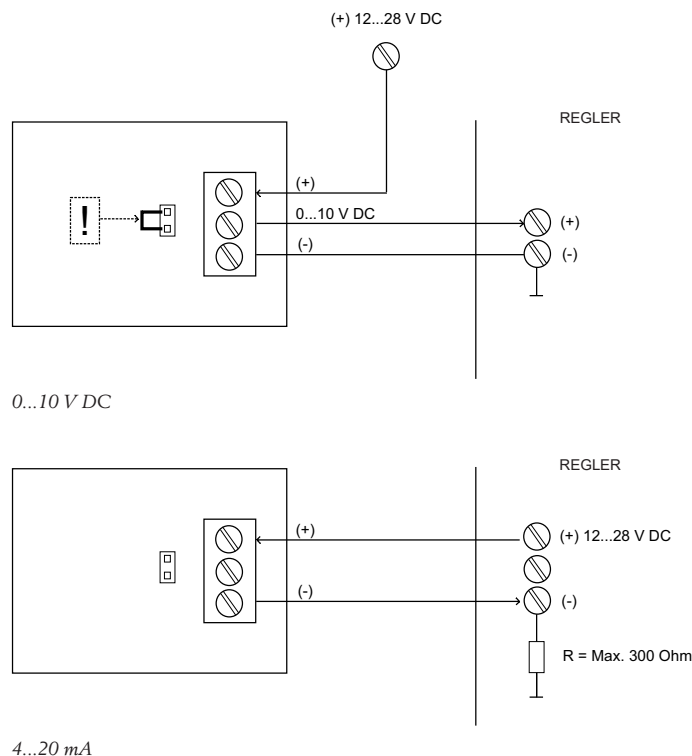 (+) 12...28 V DC
REGLER
(+)
!
0...10 V DC
(+)
(-)
(-)
0...10 V DC
REGLER
(+)
(+) 12...28 V DC
(-)
(-)
R = Max. 300 Ohm
4...20 mA